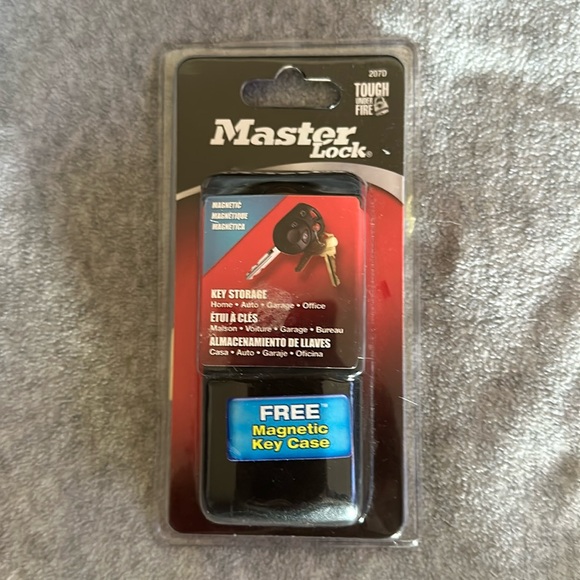 207D
TOUGH
UNDER
FIRE
Master
Lock®
MAGNETIC
MAGNÉTIQUE
MAGNÉTICA
KEY STORAGE
Home • Auto • Garage • Office
ÉTUI À CLÉS
Maison • Voiture • Garage • Bureau
ALMACENAMIENTO DE LLAVES
Casa • Auto • Garaje • Oficina
FREE™
Magnetic
Key Case